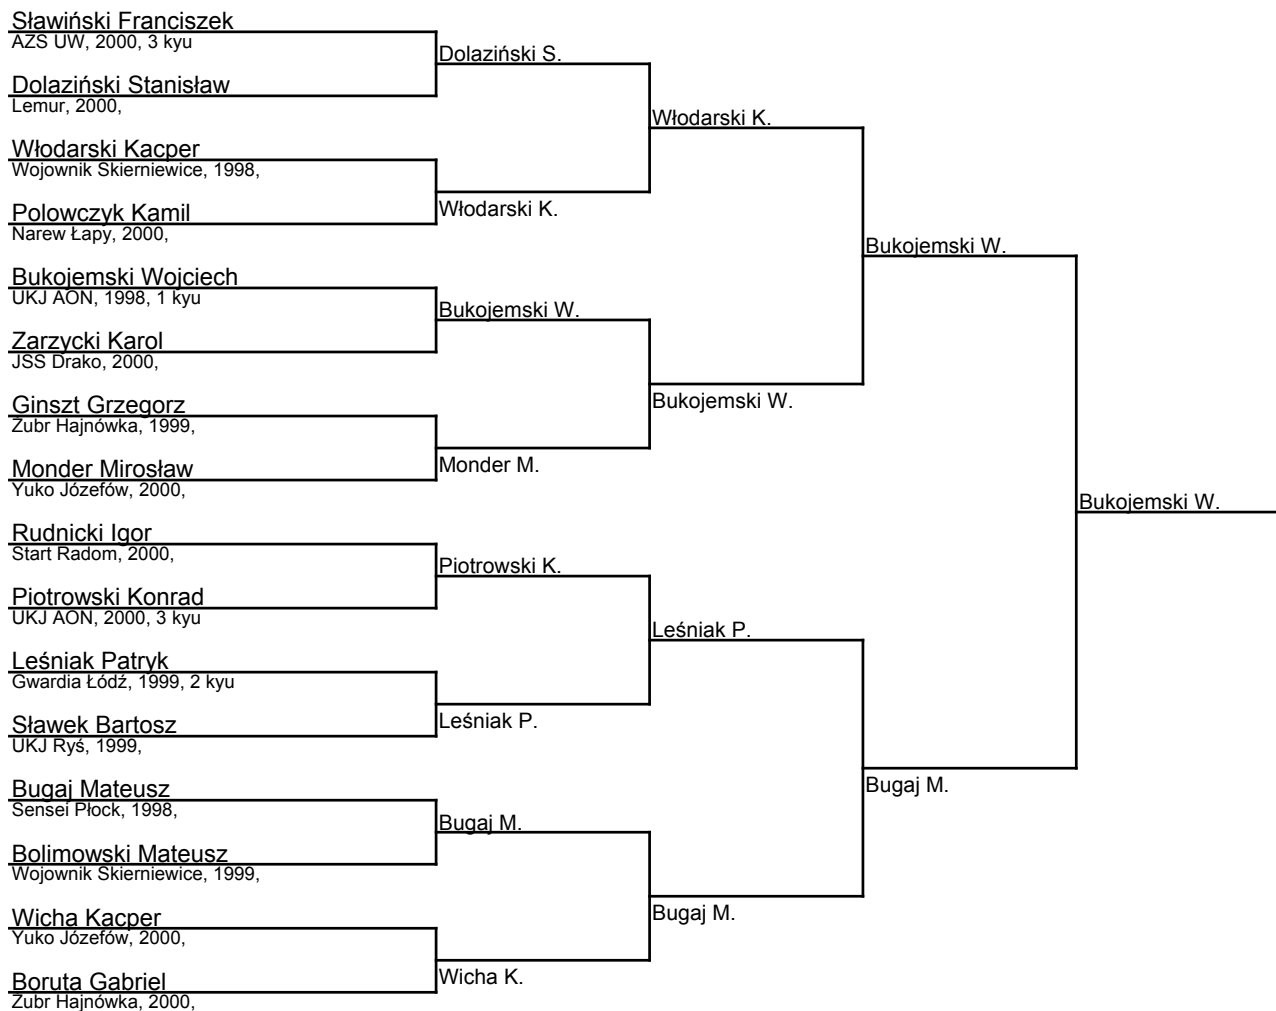 Sławiński Franciszek
AZS UW, 2000, 3 kyu
Dolaziński Stanisław
Lemur, 2000,
Włodarski Kacper
Wojownik Skierniewice, 1998,
Polowczyk Kamil
Narew Łapy, 2000,
Bukojemski Wojciech
UKJ AON, 1998, 1 kyu
Zarzycki Karol
JSS Drako, 2000,
Ginszt Grzegorz
Żubr Hajnówka, 1999,
Monder Mirosław
Yuko Józefów, 2000,
Rudnicki Igor
Start Radom, 2000,
Piotrowski Konrad
UKJ AON, 2000, 3 kyu
Leśniak Patryk
Gwardia Łódź, 1999, 2 kyu
Sławek Bartosz
UKJ Ryś, 1999,
Bugaj Mateusz
Sensei Płock, 1998,
Bolimowski Mateusz
Wojownik Skierniewice, 1999,
Wicha Kacper
Yuko Józefów, 2000,
Boruta Gabriel
Żubr Hajnówka, 2000,
Dolaziński S.
Włodarski K.
Bukojemski W.
Monder M.
Piotrowski K.
Leśniak P.
Bugaj M.
Wicha K.
Włodarski K.
Bukojemski W.
Leśniak P.
Bugaj M.
Bukojemski W.
Bugaj M.
Bukojemski W.